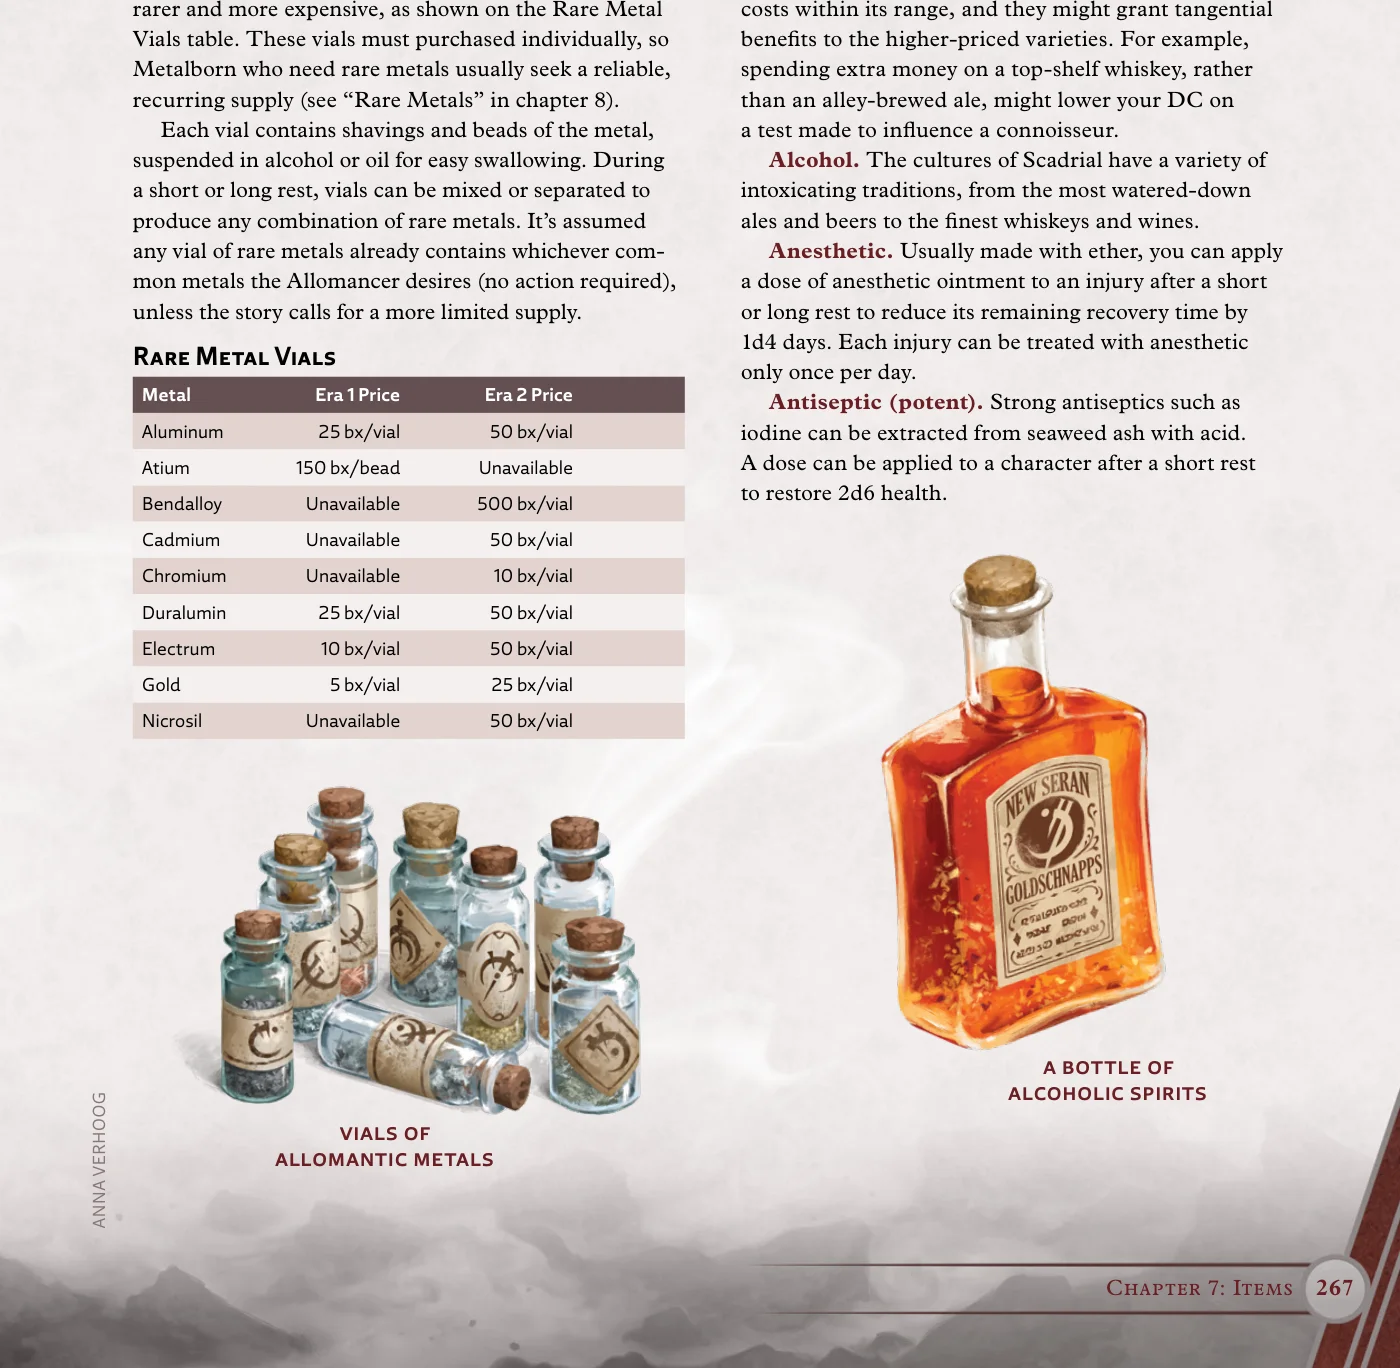 rarer and more expensive, as shown on the Rare Metal
Vials table. These vials must purchased individually, so
Metalborn who need rare metals usually seek a reliable,
recurring supply (see “Rare Metals” in chapter 8).
Each vial contains shavings and beads of the metal,
suspended in alcohol or oil for easy swallowing. During
a short or long rest, vials can be mixed or separated to
produce any combination of rare metals. It’s assumed
any vial of rare metals already contains whichever com-
mon metals the Allomancer desires (no action required),
unless the story calls for a more limited supply.
Rare Metal Vials
Metal Era 1 Price Era 2 Price
Aluminum 25 bx/vial 50 bx/vial
Atium 150 bx/bead Unavailable
Bendalloy Unavailable 500 bx/vial
Cadmium Unavailable 50 bx/vial
Chromium Unavailable 10 bx/vial
Duralumin 25 bx/vial 50 bx/vial
Electrum 10 bx/vial 50 bx/vial
Gold 5 bx/vial 25 bx/vial
Nicrosil Unavailable 50 bx/vial
VIALS OF
ALLOMANTIC METALS
ANNA VERHOOG
costs within its range, and they might grant tangential
benefits to the higher-priced varieties. For example,
spending extra money on a top-shelf whiskey, rather
than an alley-brewed ale, might lower your DC on
a test made to influence a connoisseur.
Alcohol. The cultures of Scadrial have a variety of
intoxicating traditions, from the most watered-down
ales and beers to the finest whiskeys and wines.
Anesthetic. Usually made with ether, you can apply
a dose of anesthetic ointment to an injury after a short
or long rest to reduce its remaining recovery time by
1d4 days. Each injury can be treated with anesthetic
only once per day.
Antiseptic (potent). Strong antiseptics such as
iodine can be extracted from seaweed ash with acid.
A dose can be applied to a character after a short rest
to restore 2d6 health.
NEW SERAN
GOLDSCHNAPPS
A BOTTLE OF
ALCOHOLIC SPIRITS
Chapter 7: Items 267